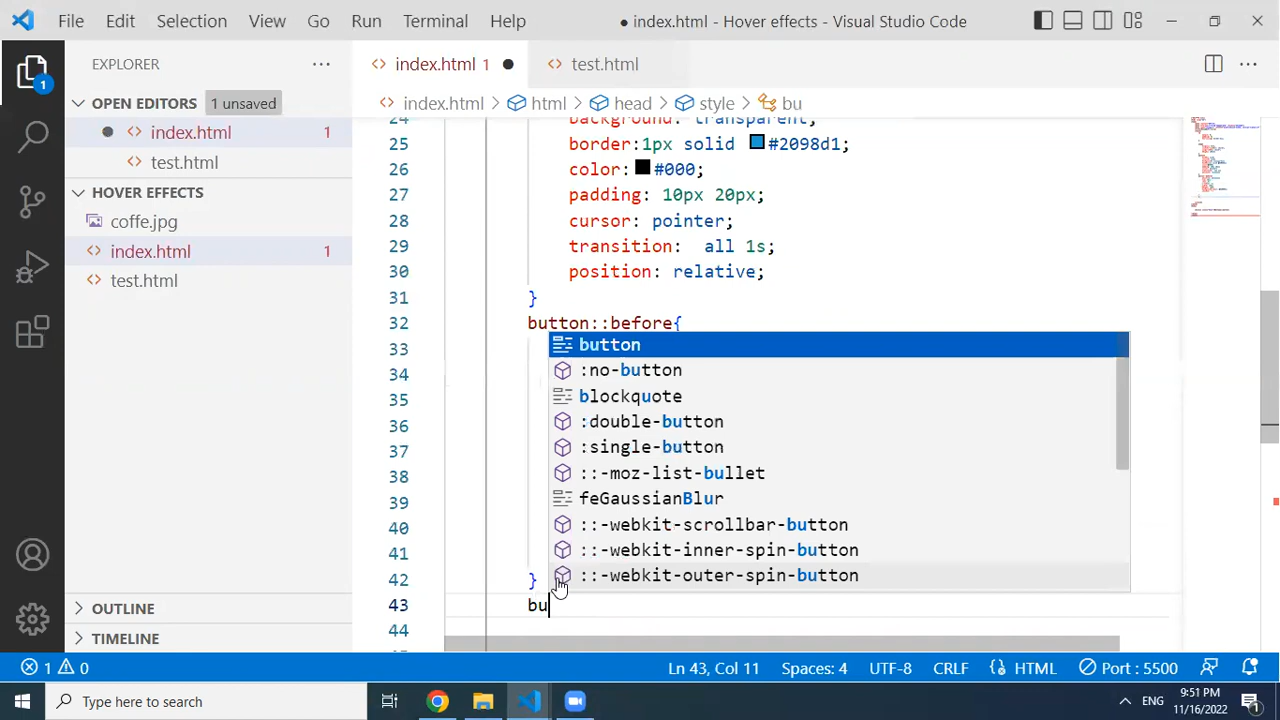 File Edit Selection View Go Run Terminal Help ● index.html - Hover effects - Visual Studio Code
EXPLORER
OPEN EDITORS 1 unsaved
index.html 1
test.html
HOVER EFFECTS
coffe.jpg
index.html 1
test.html
OUTLINE
TIMELINE
1
index.html 1 ● test.html
index.html > html > head > style > bu
24 background: transparent;
25 border:1px solid #2098d1;
26 color: #000;
27 padding: 10px 20px;
28 cursor: pointer;
29 transition:  all 1s;
30 position: relative;
31 }
32 button::before{
33
34
35
36
37
38
39
40
41
42 }
43 bu
44
button
:no-button
blockquote
:double-button
:single-button
::-moz-list-bullet
feGaussianBlur
::-webkit-scrollbar-button
::-webkit-inner-spin-button
::-webkit-outer-spin-button
1 0 Ln 43, Col 11 Spaces: 4 UTF-8 CRLF HTML Port : 5500
Type here to search ENG 9:51 PM 11/16/2022 1